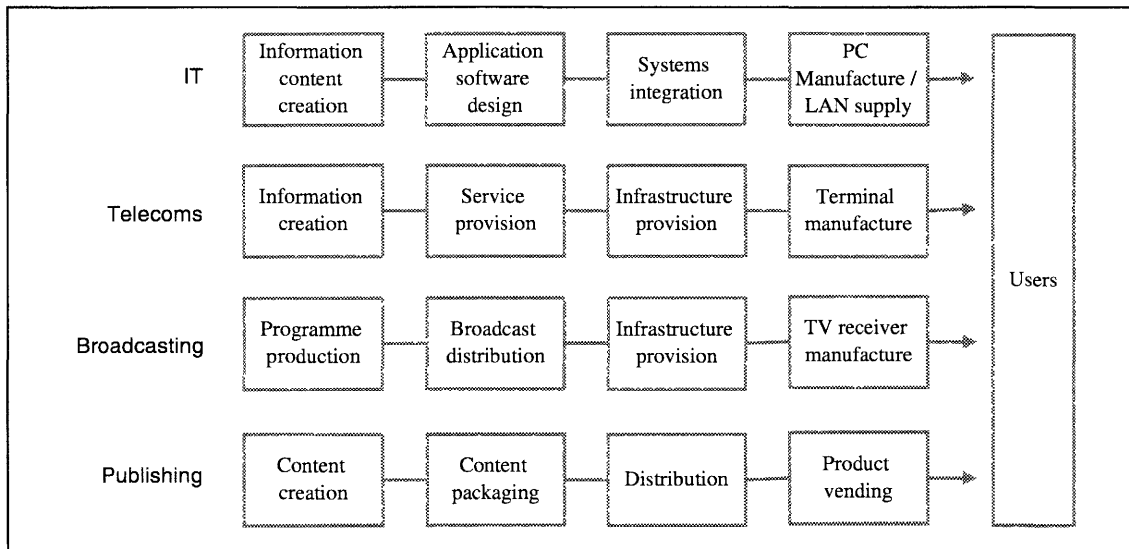 IT
Information
content
creation
Application
software
design
Systems
integration
PC
Manufacture /
LAN supply
Telecoms
Information
creation
Service
provision
Infrastructure
provision
Terminal
manufacture
Users
Broadcasting
Programme
production
Broadcast
distribution
Infrastructure
provision
TV receiver
manufacture
Publishing
Content
creation
Content
packaging
Distribution
Product
vending